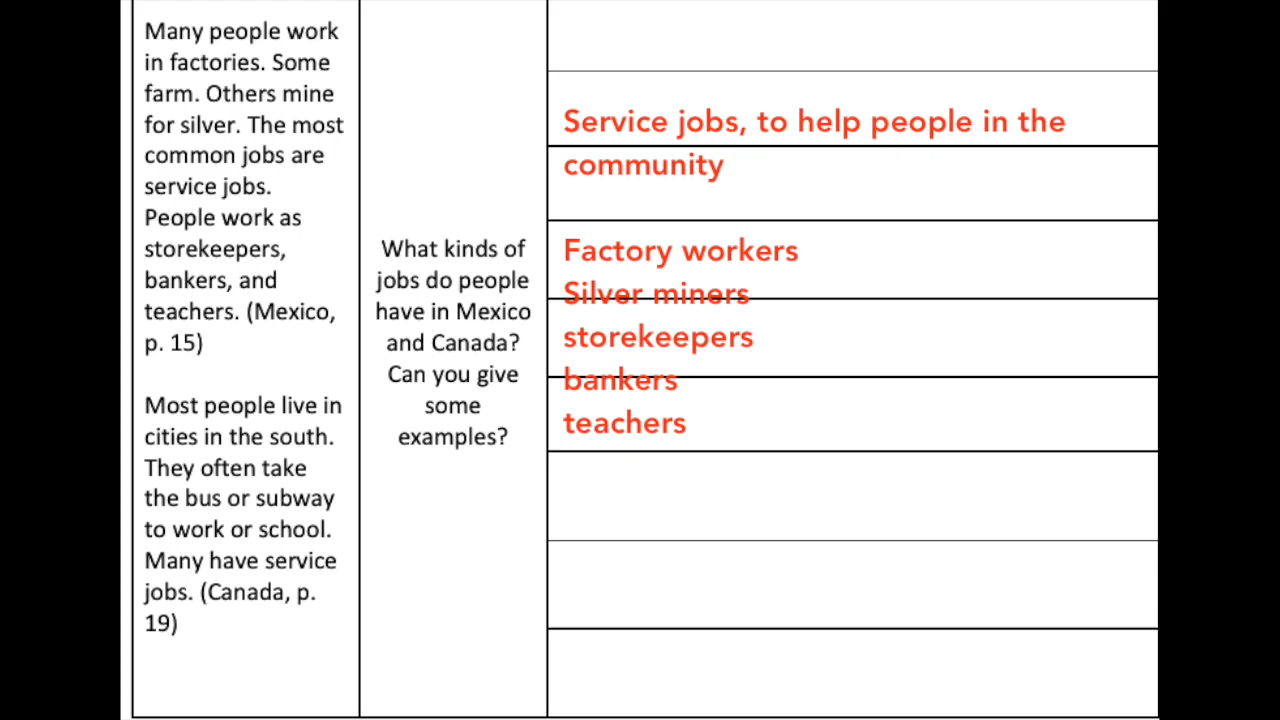 Many people work
in factories. Some
farm. Others mine
for silver. The most
common jobs are
service jobs.
People work as
storekeepers,
bankers, and
teachers. (Mexico,
p. 15)
Most people live in
cities in the south.
They often take
the bus or subway
to work or school.
Many have service
jobs. (Canada, p.
19)
What kinds of
jobs do people
have in Mexico
and Canada?
Can you give
some
examples?
Service jobs, to help people in the
community
Factory workers
Silver miners
storekeepers
bankers
teachers